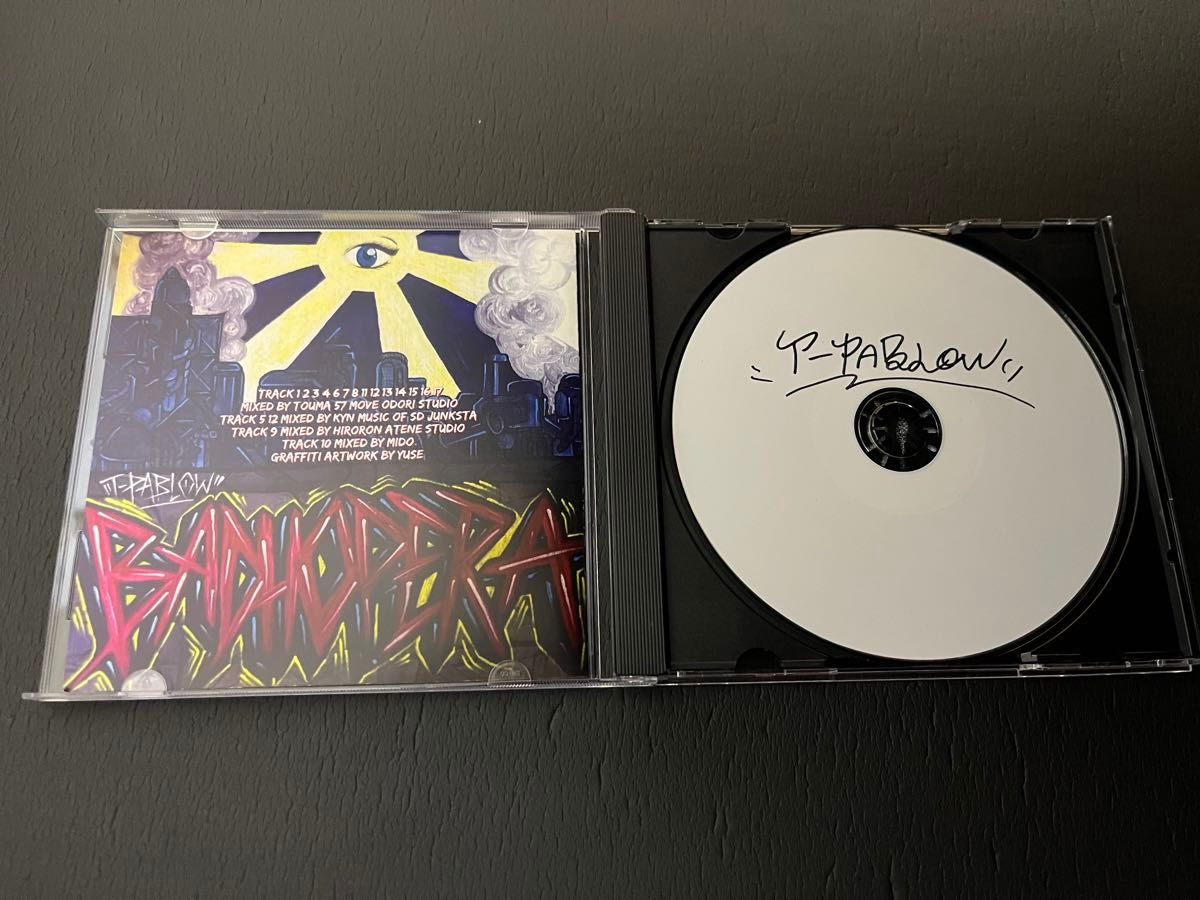 TRACK 1 2 3 4 6 7 8 11 12 13 14 15 16 17
MIXED BY TOUMA 57 MOVE ODORI STUDIO
TRACK 5 12 MIXED BY KYN MUSIC OF SD JUNKSTA
TRACK 9 MIXED BY HIRORON ATENE STUDIO
TRACK 10 MIXED BY MIDO.
GRAFFITI ARTWORK BY YUSE.
"T-PABLOW"
BADHOPERA
"T-PABLOW"